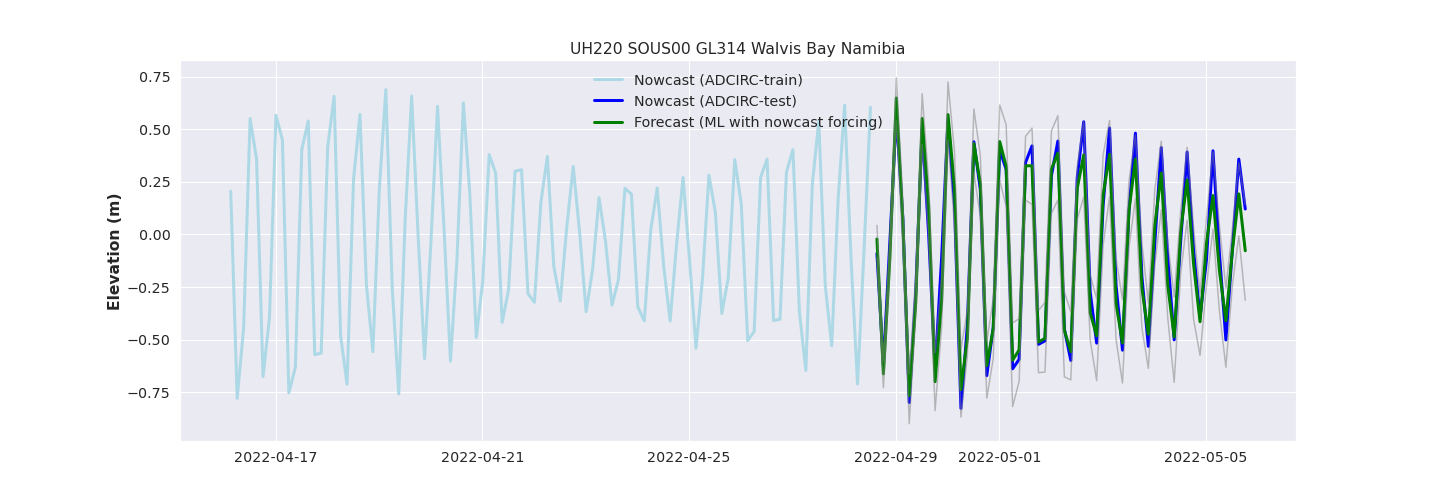 UH220 SOUS00 GL314 Walvis Bay Namibia
Nowcast (ADCIRC-train)
Nowcast (ADCIRC-test)
Forecast (ML with nowcast forcing)
Elevation (m)
0.75
0.50
0.25
0.00
−0.25
−0.50
−0.75
2022-04-17 2022-04-21 2022-04-25 2022-04-29 2022-05-01 2022-05-05